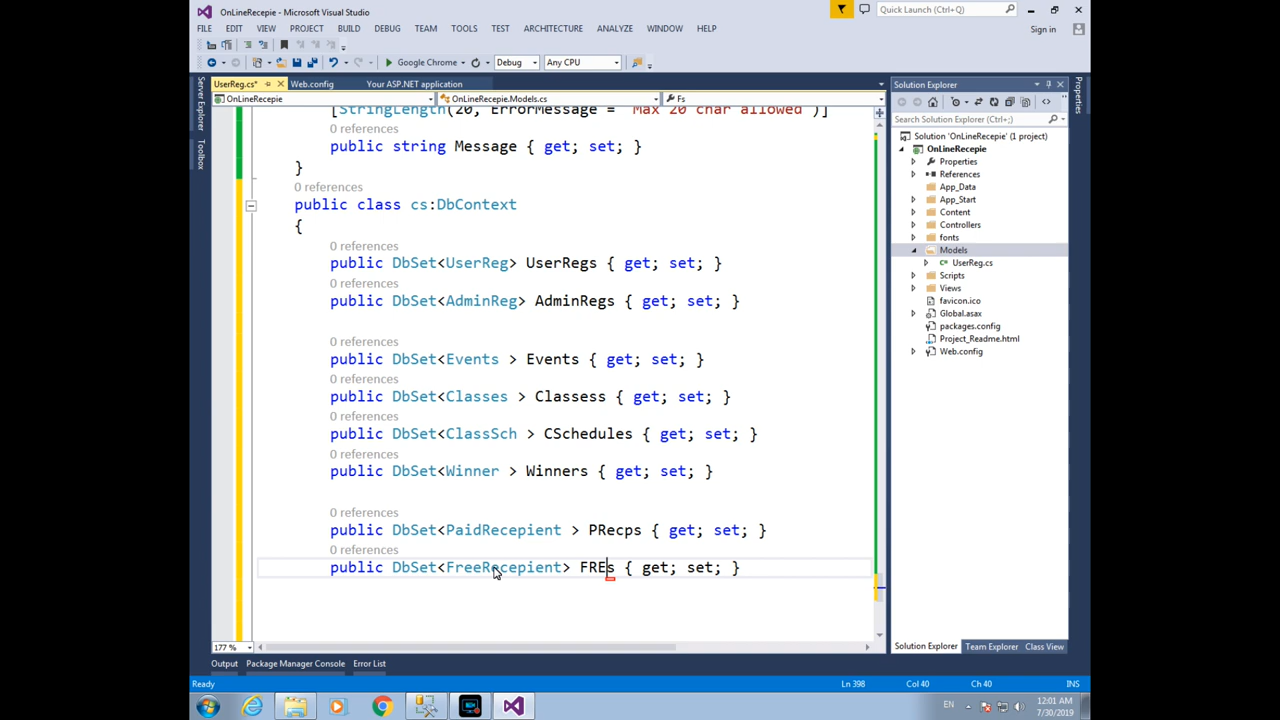 OnLineRecepie - Microsoft Visual Studio
Quick Launch (Ctrl+Q)
FILE EDIT VIEW PROJECT BUILD DEBUG TEAM TOOLS TEST ARCHITECTURE ANALYZE WINDOW HELP
Sign in
Google Chrome Debug Any CPU
UserReg.cs* Web.config Your ASP.NET application
Solution Explorer
OnLineRecepie OnLineRecepie.Models.cs Fs
Server Explorer
Toolbox
Properties
Search Solution Explorer (Ctrl+;)
Solution 'OnLineRecepie' (1 project)
OnLineRecepie
Properties
References
App_Data
App_Start
Content
Controllers
fonts
Models
UserReg.cs
Scripts
Views
favicon.ico
Global.asax
packages.config
Project_Readme.html
Web.config
[StringLength(20, ErrorMessage = "Max 20 char allowed")]
0 references
public string Message { get; set; }
}
0 references
public class cs:DbContext
{
0 references
public DbSet<UserReg> UserRegs { get; set; }
0 references
public DbSet<AdminReg> AdminRegs { get; set; }
0 references
public DbSet<Events > Events { get; set; }
0 references
public DbSet<Classes > Classess { get; set; }
0 references
public DbSet<ClassSch > CSchedules { get; set; }
0 references
public DbSet<Winner > Winners { get; set; }
0 references
public DbSet<PaidRecepient > PRecps { get; set; }
0 references
public DbSet<FreeRecepient> FREs { get; set; }
177 %
Solution Explorer Team Explorer Class View
Output Package Manager Console Error List
Ready Ln 398 Col 40 Ch 40 INS
EN 12:01 AM
7/30/2019